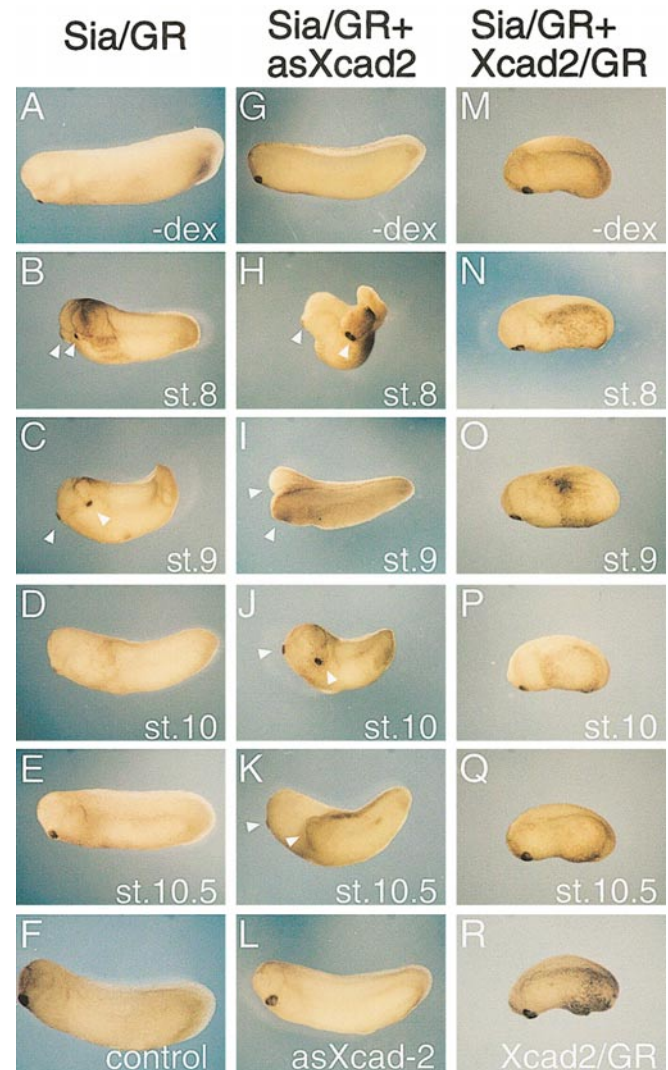 Sia/GR
Sia/GR+
asXcad2
Sia/GR+
Xcad2/GR
A
-dex
G
-dex
M
-dex
B
st.8
H
st.8
N
st.8
C
st.9
I
st.9
O
st.9
D
st.10
J
st.10
P
st.10
E
st.10.5
K
st.10.5
Q
st.10.5
F
control
L
asXcad-2
R
Xcad2/GR